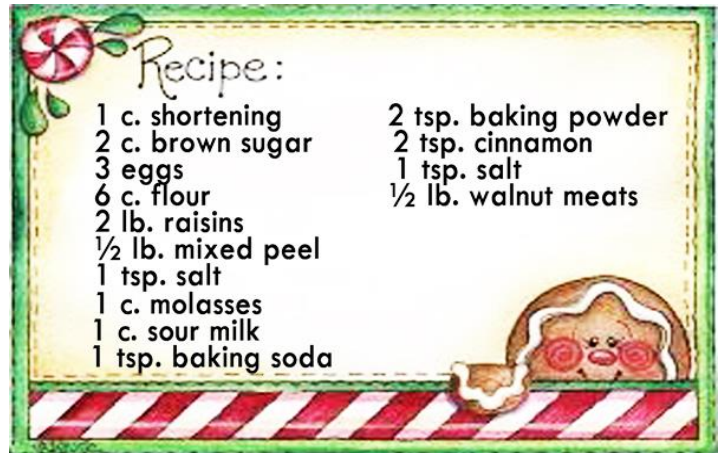 Recipe:
1 c. shortening
2 c. brown sugar
3 eggs
6 c. flour
2 lb. raisins
½ lb. mixed peel
1 tsp. salt
1 c. molasses
1 c. sour milk
1 tsp. baking soda
2 tsp. baking powder
2 tsp. cinnamon
1 tsp. salt
½ lb. walnut meats